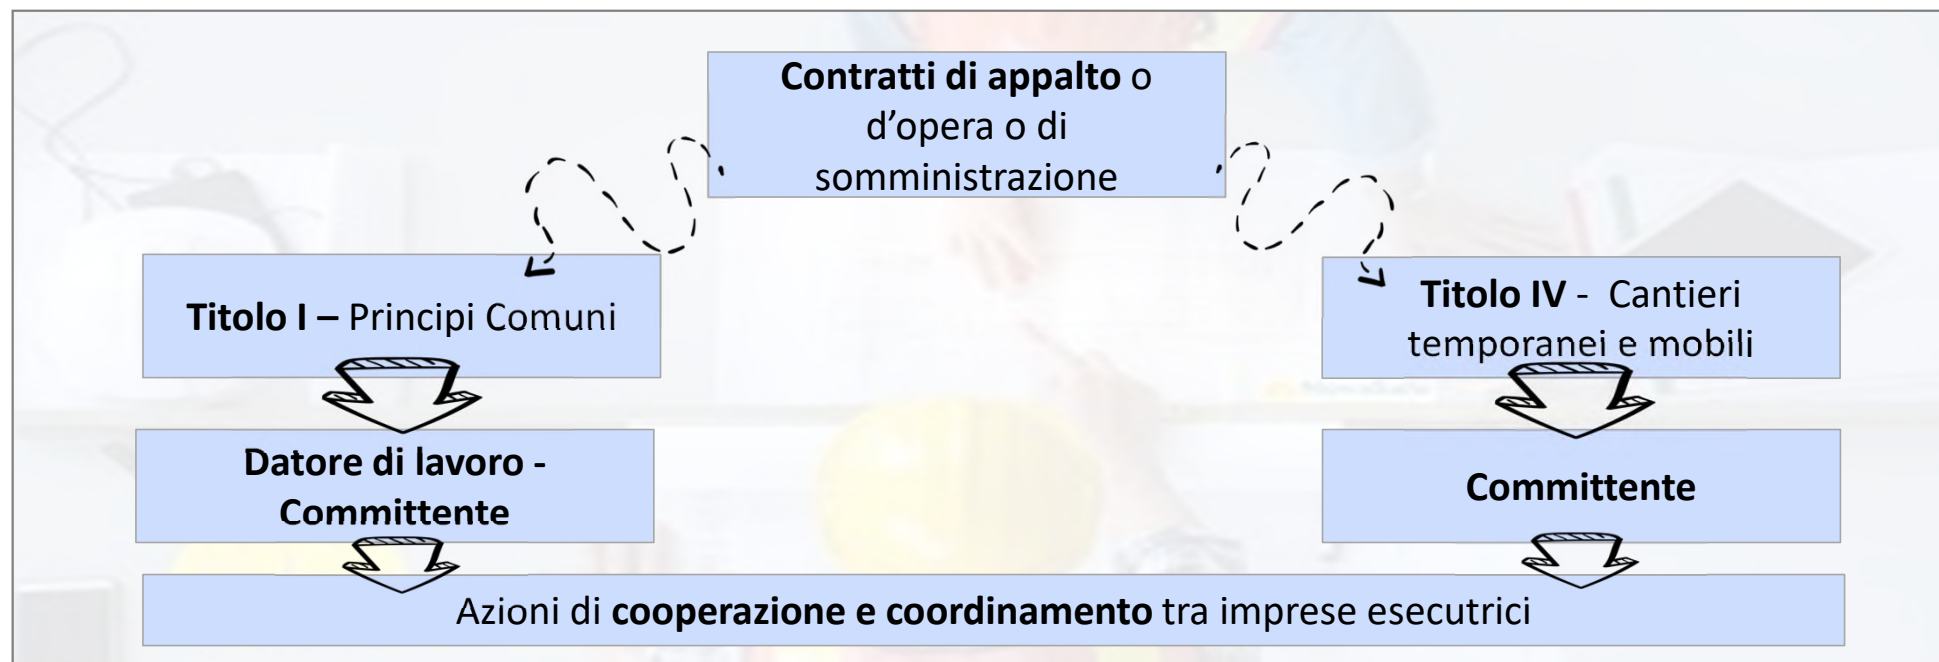 Contratti di appalto o
d’opera o di
somministrazione
Titolo I – Principi Comuni
Titolo IV - Cantieri
temporanei e mobili
Datore di lavoro -
Committente
Committente
Azioni di cooperazione e coordinamento tra imprese esecutrici